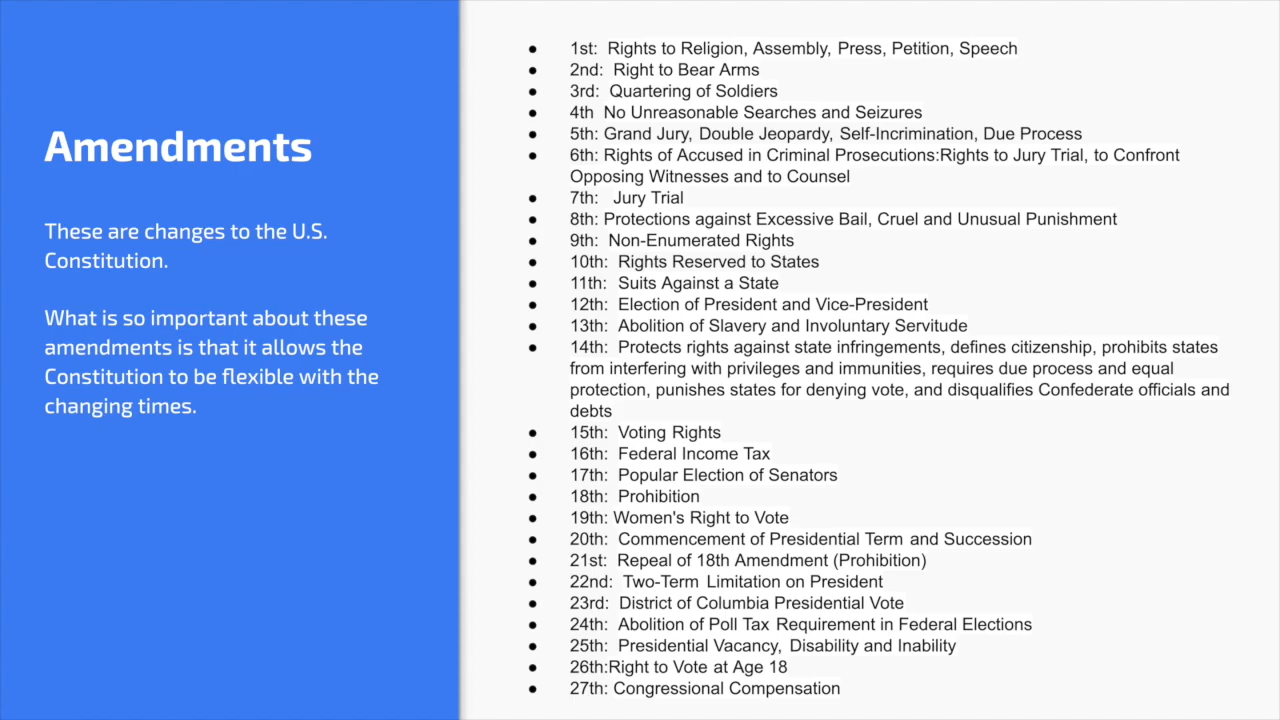 Amendments
These are changes to the U.S.
Constitution.
What is so important about these
amendments is that it allows the
Constitution to be flexible with the
changing times.
● 1st: Rights to Religion, Assembly, Press, Petition, Speech
● 2nd: Right to Bear Arms
● 3rd: Quartering of Soldiers
● 4th No Unreasonable Searches and Seizures
● 5th: Grand Jury, Double Jeopardy, Self-Incrimination, Due Process
● 6th: Rights of Accused in Criminal Prosecutions:Rights to Jury Trial, to Confront
Opposing Witnesses and to Counsel
● 7th: Jury Trial
● 8th: Protections against Excessive Bail, Cruel and Unusual Punishment
● 9th: Non-Enumerated Rights
● 10th: Rights Reserved to States
● 11th: Suits Against a State
● 12th: Election of President and Vice-President
● 13th: Abolition of Slavery and Involuntary Servitude
● 14th: Protects rights against state infringements, defines citizenship, prohibits states
from interfering with privileges and immunities, requires due process and equal
protection, punishes states for denying vote, and disqualifies Confederate officials and
debts
● 15th: Voting Rights
● 16th: Federal Income Tax
● 17th: Popular Election of Senators
● 18th: Prohibition
● 19th: Women's Right to Vote
● 20th: Commencement of Presidential Term and Succession
● 21st: Repeal of 18th Amendment (Prohibition)
● 22nd: Two-Term Limitation on President
● 23rd: District of Columbia Presidential Vote
● 24th: Abolition of Poll Tax Requirement in Federal Elections
● 25th: Presidential Vacancy, Disability and Inability
● 26th:Right to Vote at Age 18
● 27th: Congressional Compensation